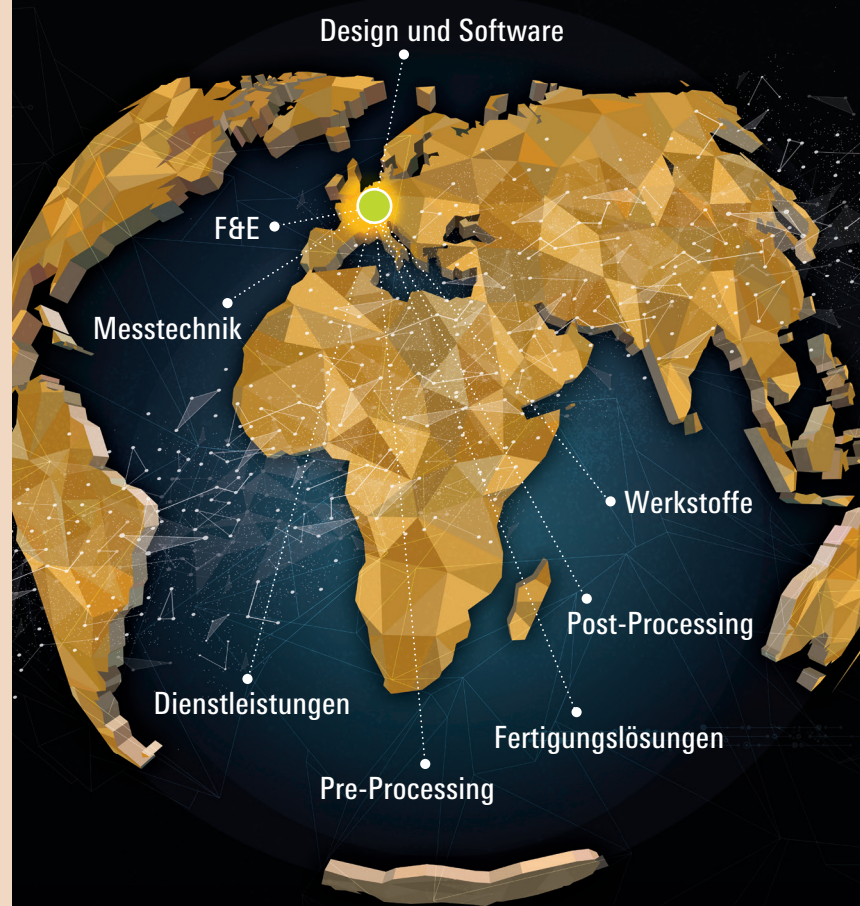 Design und Software
F&E
Messtechnik
Werkstoffe
Post-Processing
Dienstleistungen
Fertigungslösungen
Pre-Processing